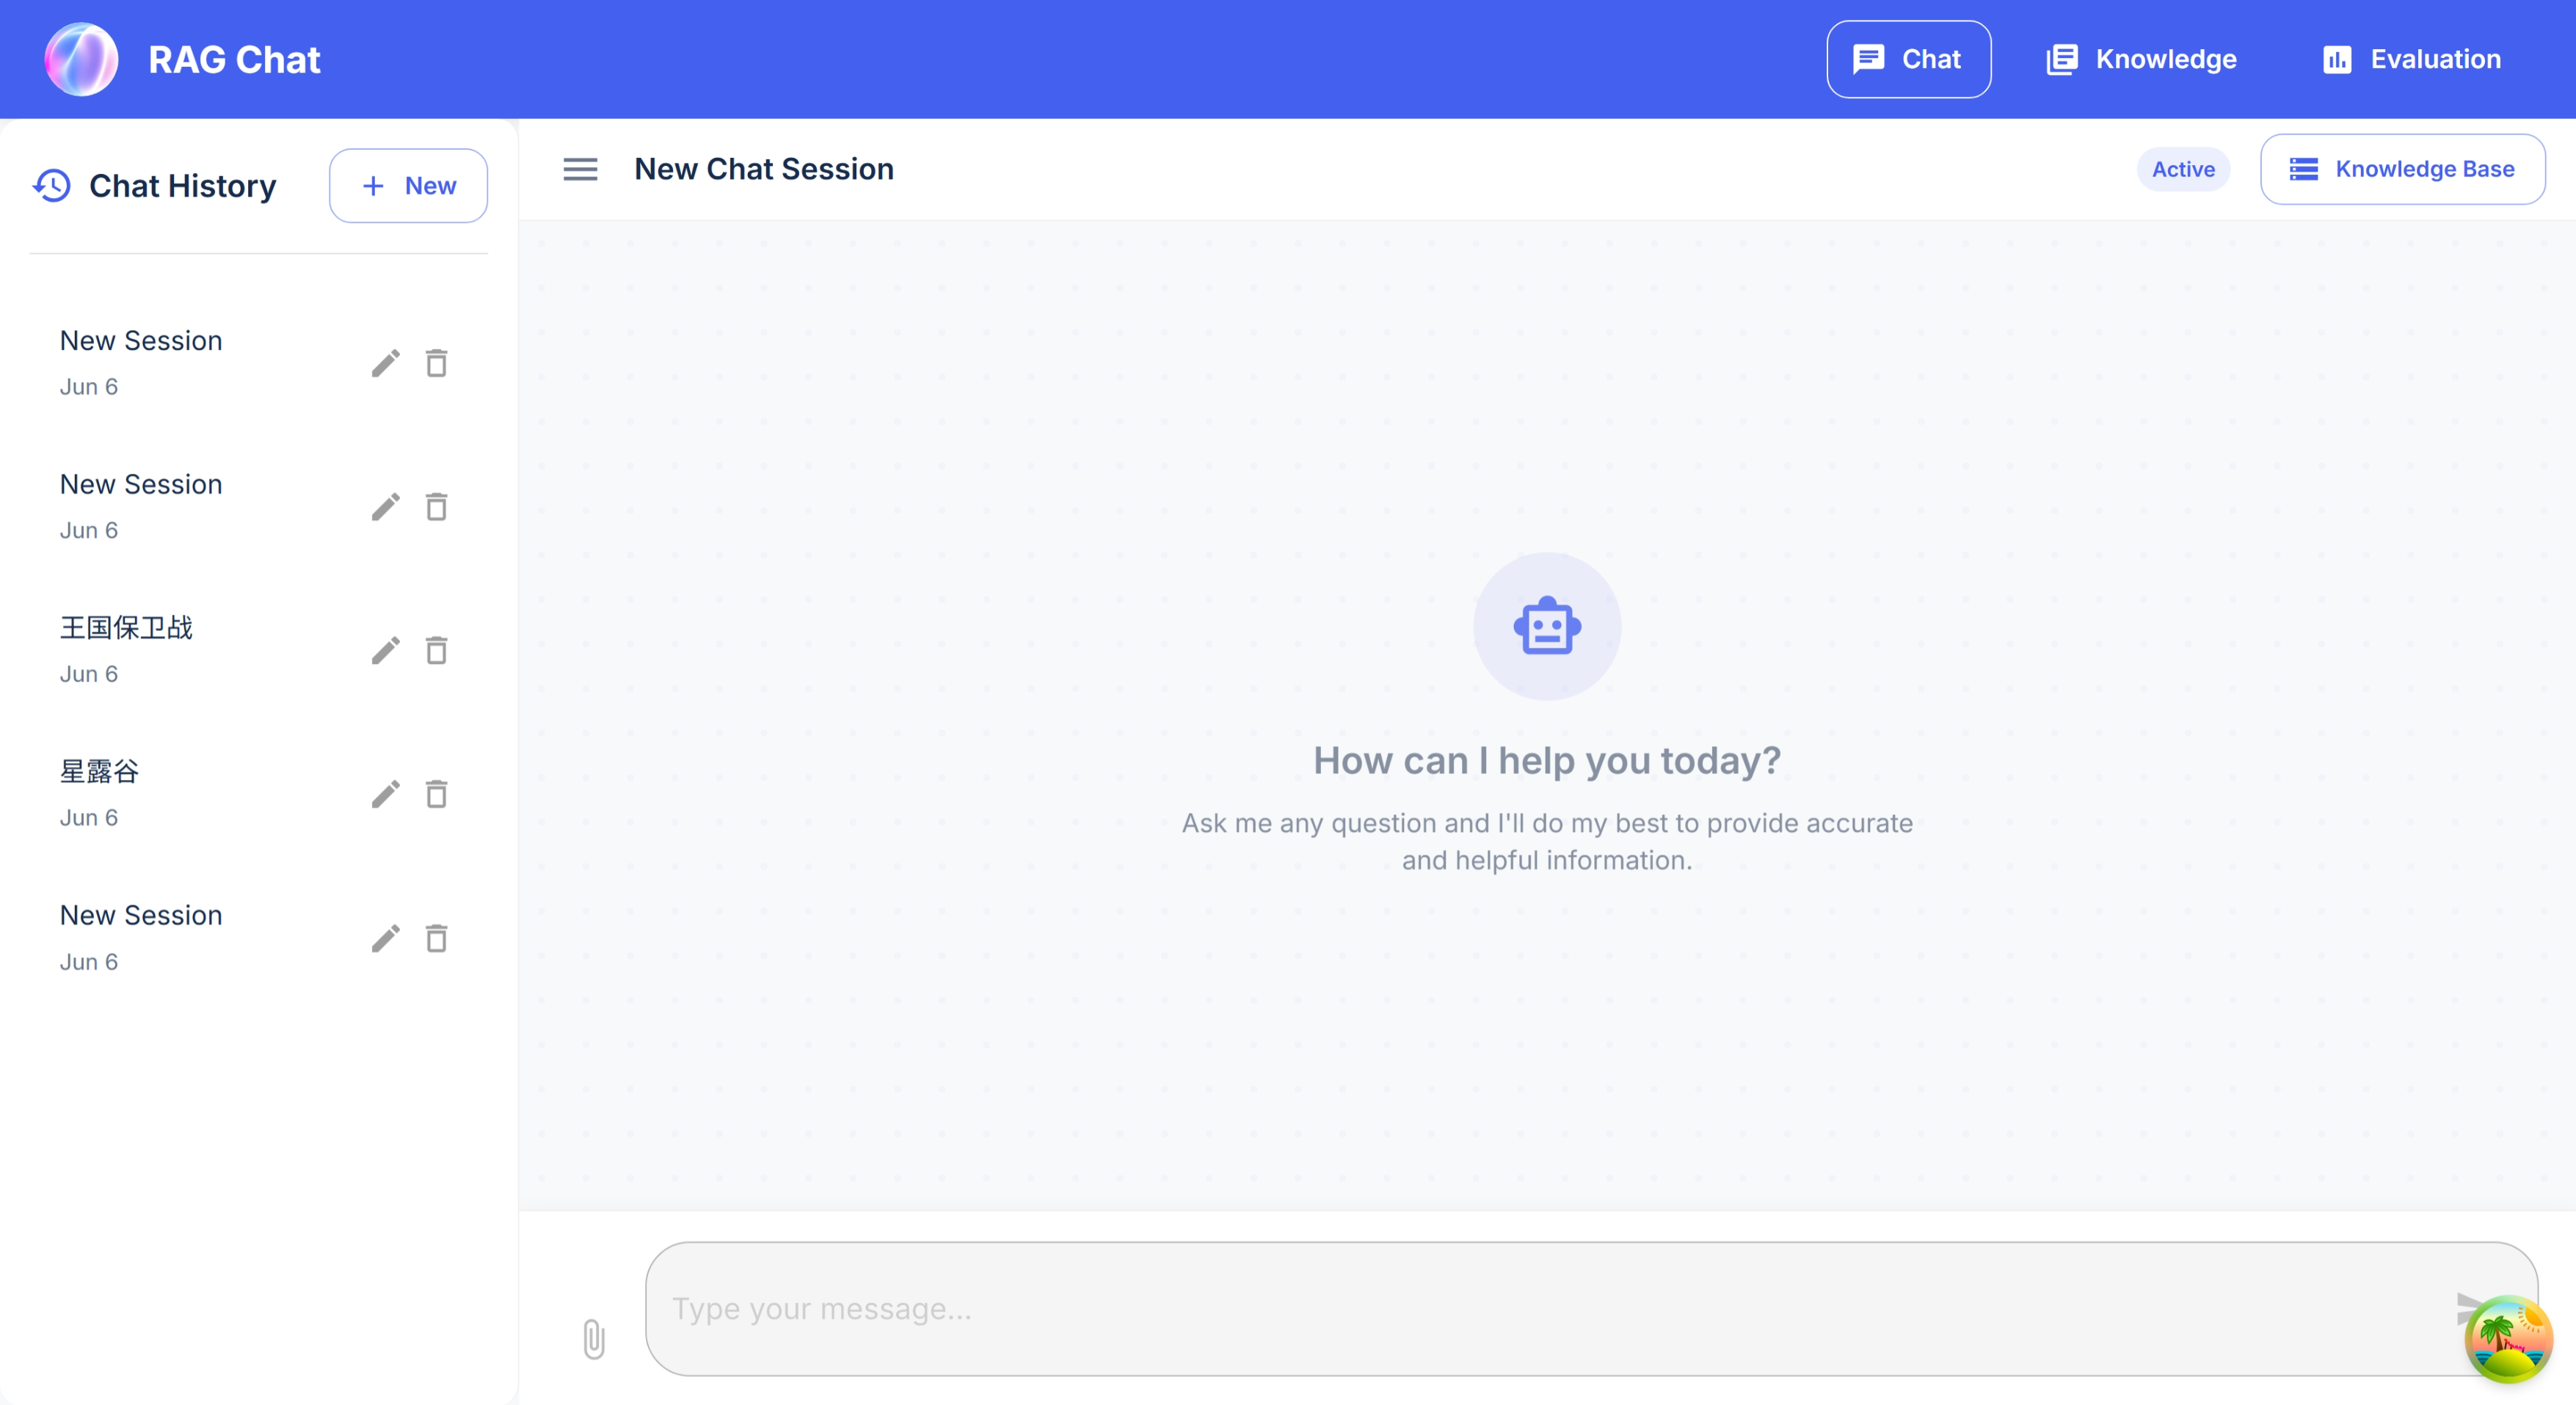 RAG Chat
Chat
Knowledge
Evaluation
Chat History
New
New Session
Jun 6
New Session
Jun 6
王国保卫战
Jun 6
星露谷
Jun 6
New Session
Jun 6
New Chat Session
Active
Knowledge Base
How can I help you today?
Ask me any question and I'll do my best to provide accurate
and helpful information.
Type your message...